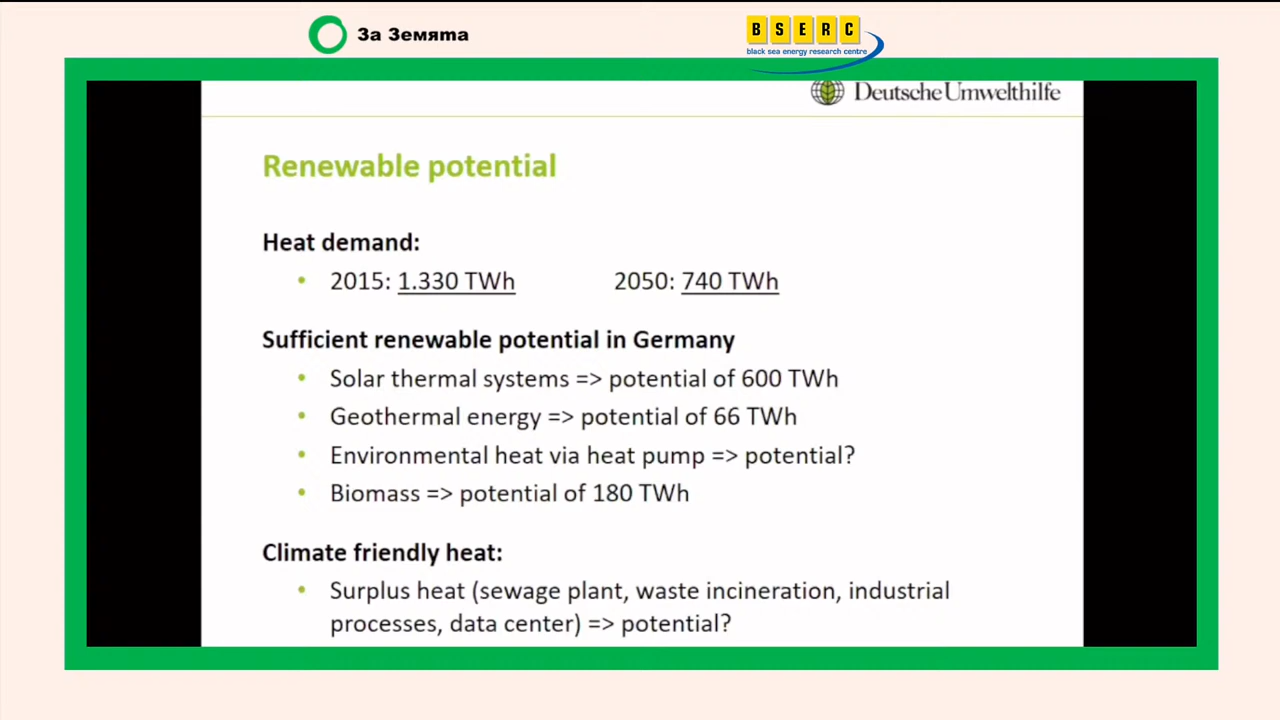 За Земята
BSERC
black sea energy research centre
Deutsche Umwelthilfe
Renewable potential
Heat demand:
• 2015: 1.330 TWh 2050: 740 TWh
Sufficient renewable potential in Germany
• Solar thermal systems => potential of 600 TWh
• Geothermal energy => potential of 66 TWh
• Environmental heat via heat pump => potential?
• Biomass => potential of 180 TWh
Climate friendly heat:
• Surplus heat (sewage plant, waste incineration, industrial
processes, data center) => potential?